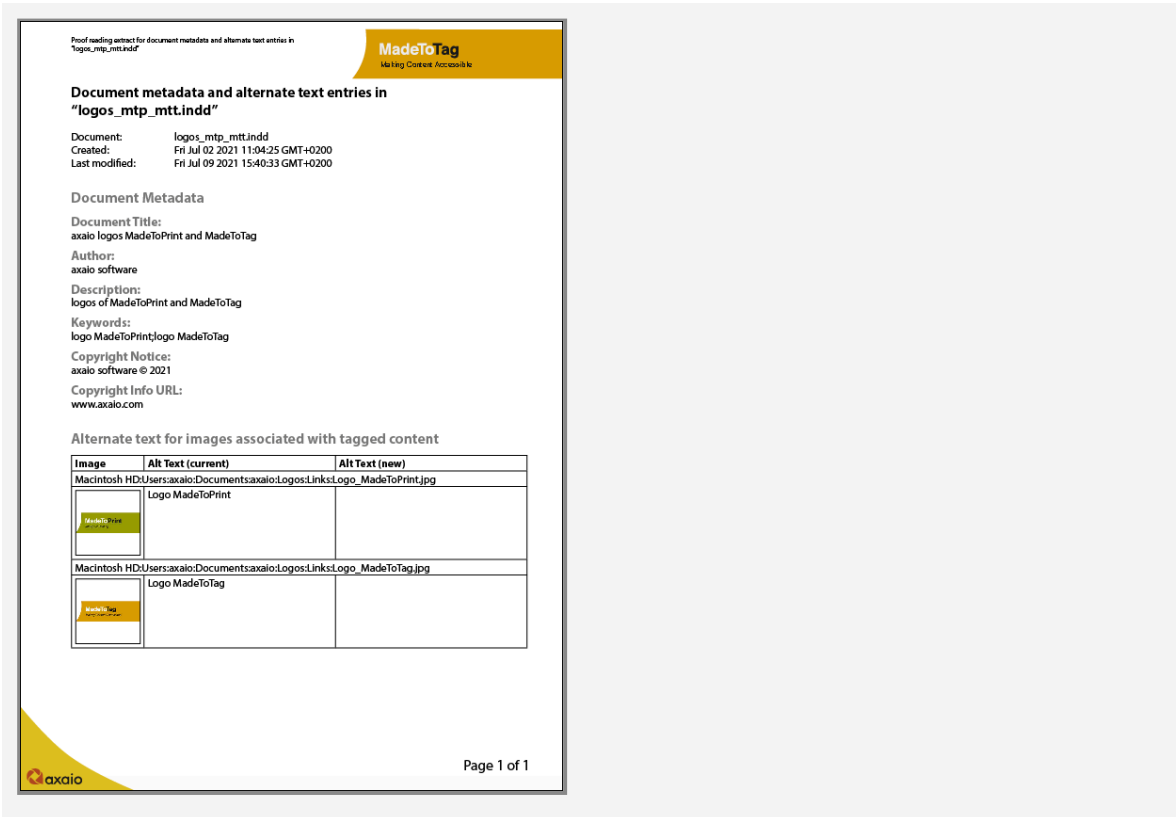 Proof reading extract for document metadata and alternate text entries in
"logos_mtp_mtt.indd"
MadeToTag
Making Content Accessible
Document metadata and alternate text entries in
“logos_mtp_mtt.indd”
Document: logos_mtp_mtt.indd
Created: Fri Jul 02 2021 11:04:25 GMT+0200
Last modified: Fri Jul 09 2021 15:40:33 GMT+0200
Document Metadata
Document Title:
axaio logos MadeToPrint and MadeToTag
Author:
axaio software
Description:
logos of MadeToPrint and MadeToTag
Keywords:
logo MadeToPrint;logo MadeToTag
Copyright Notice:
axaio software © 2021
Copyright Info URL:
www.axaio.com
Alternate text for images associated with tagged content
Image Alt Text (current) Alt Text (new)
Macintosh HD:Users:axaio:Documents:axaio:Logos:Links:Logo_MadeToPrint.jpg
Logo MadeToPrint
MadeToPrint
Macintosh HD:Users:axaio:Documents:axaio:Logos:Links:Logo_MadeToTag.jpg
Logo MadeToTag
MadeToTag
Page 1 of 1
axaio